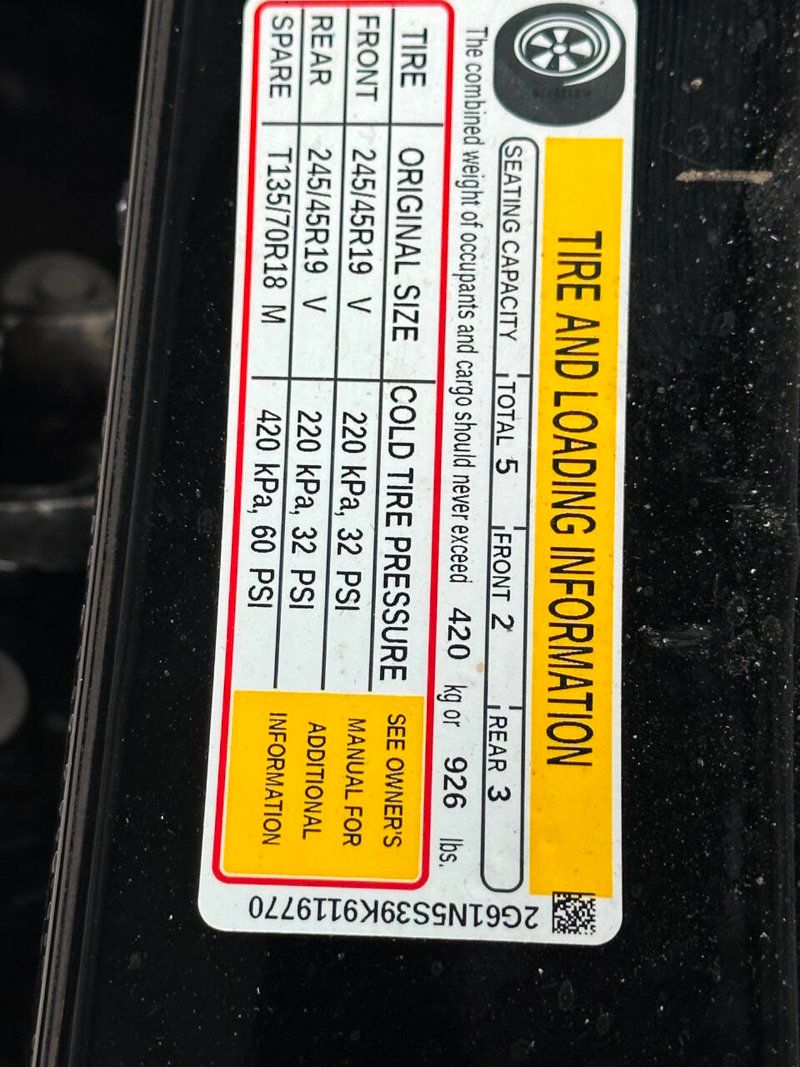 TIRE AND LOADING INFORMATION
SEATING CAPACITY TOTAL 5 FRONT 2 REAR 3
The combined weight of occupants and cargo should never exceed 420 kg or 926 lbs.
TIRE ORIGINAL SIZE COLD TIRE PRESSURE
FRONT 245/45R19 V 220 kPa, 32 PSI
REAR 245/45R19 V 220 kPa, 32 PSI
SPARE T135/70R18 M 420 kPa, 60 PSI
SEE OWNER'S
MANUAL FOR
ADDITIONAL
INFORMATION
2G61N5SS39K9119770